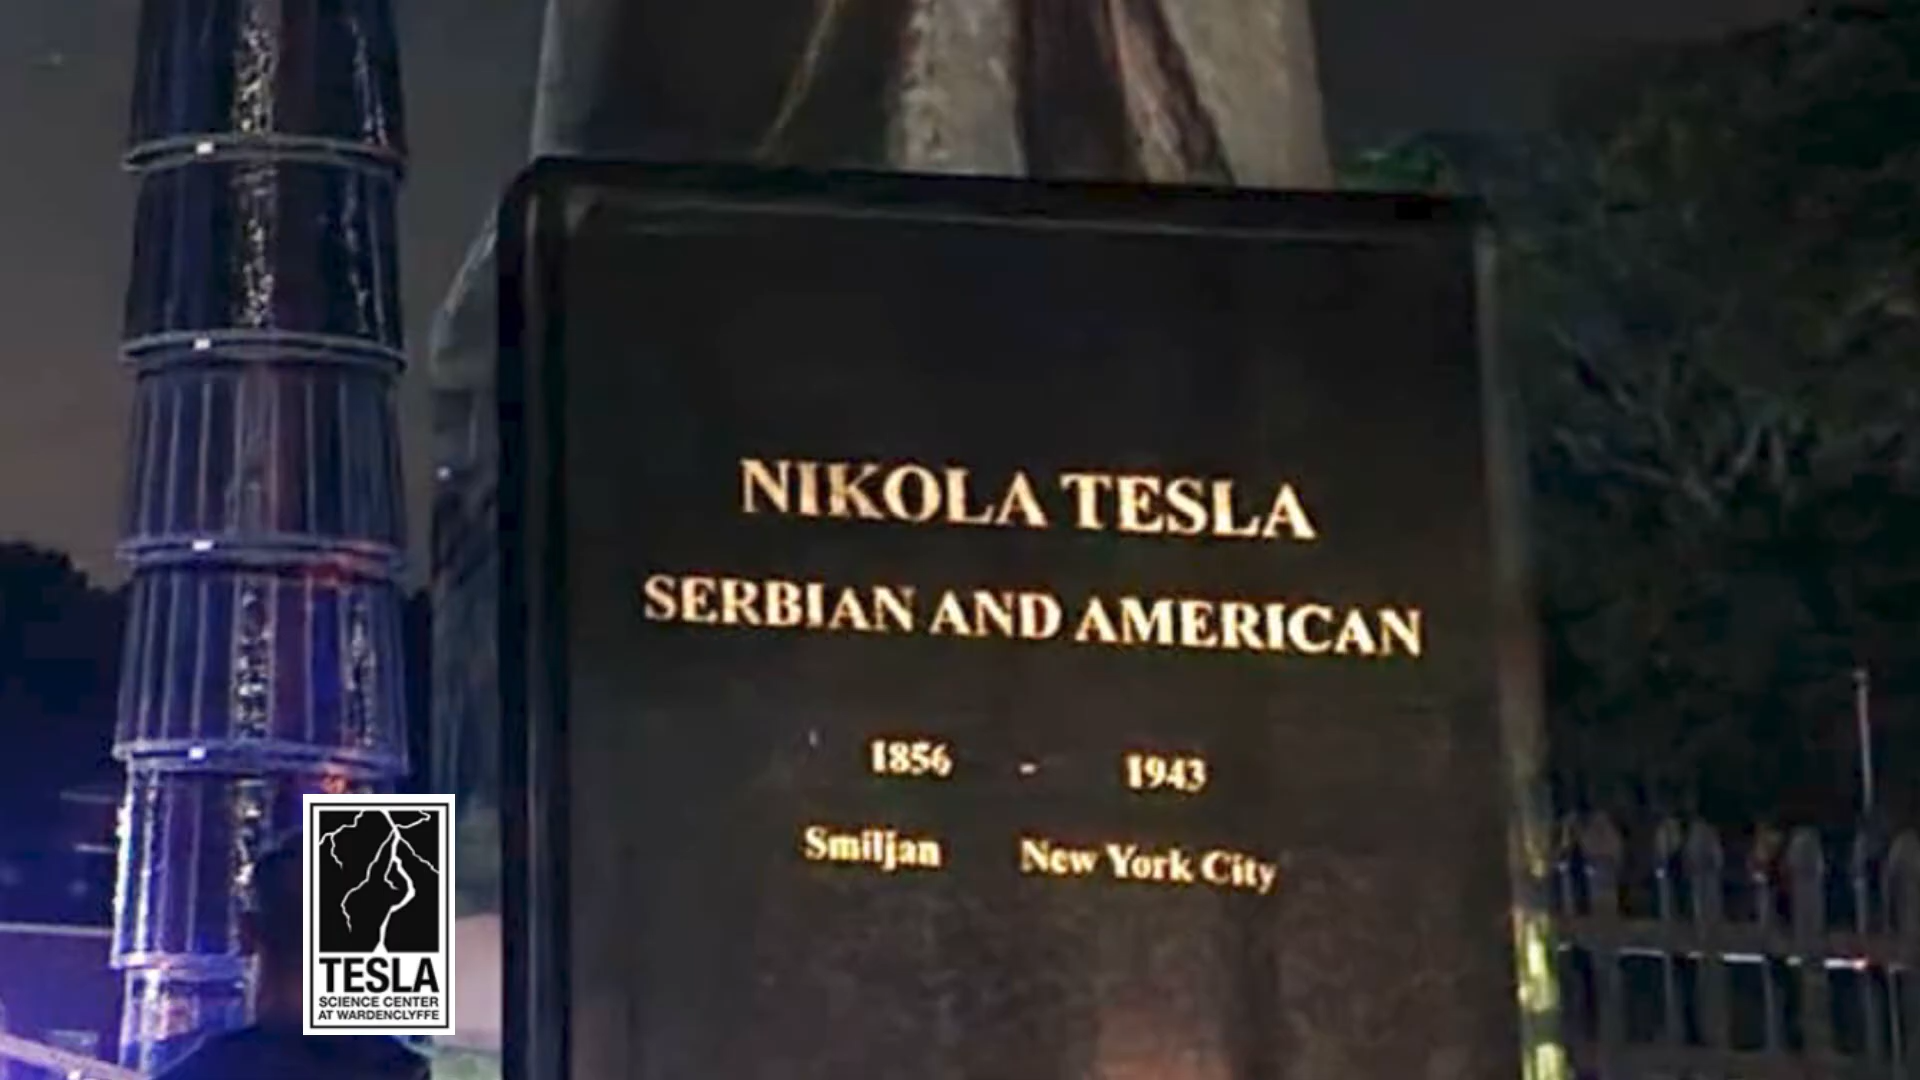 NIKOLA TESLA
SERBIAN AND AMERICAN
1856 - 1943
Smiljan New York City
TESLA
SCIENCE CENTER
AT WARDENCLYFFE